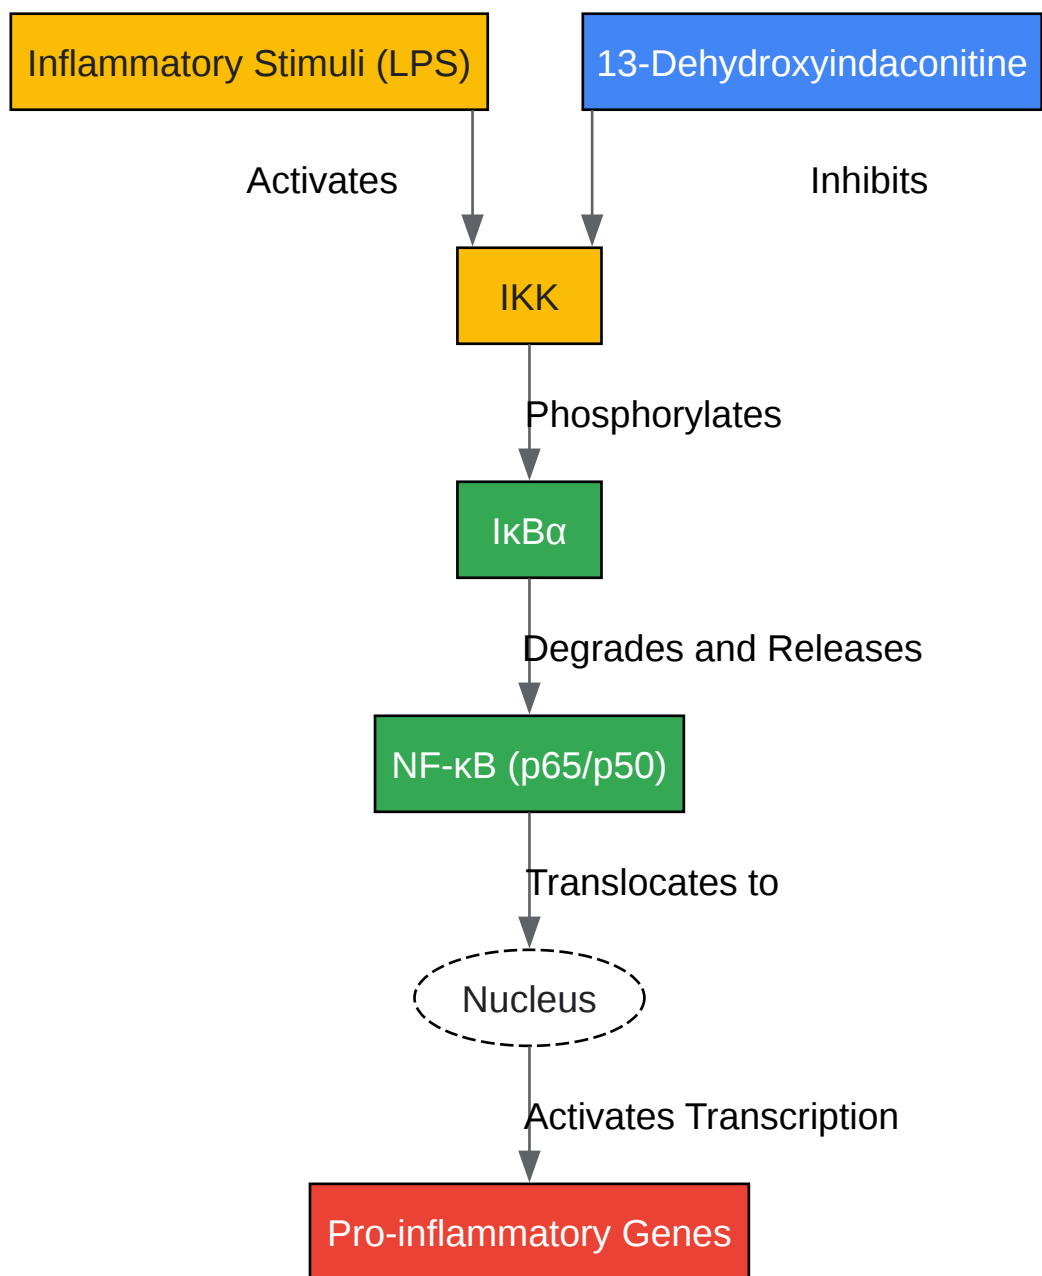 Inflammatory Stimuli (LPS)
13-Dehydroxyindaconitine
Activates
Inhibits
IKK
Phosphorylates
IκBα
Degrades and Releases
NF-κB (p65/p50)
Translocates to
Nucleus
Activates Transcription
Pro-inflammatory Genes